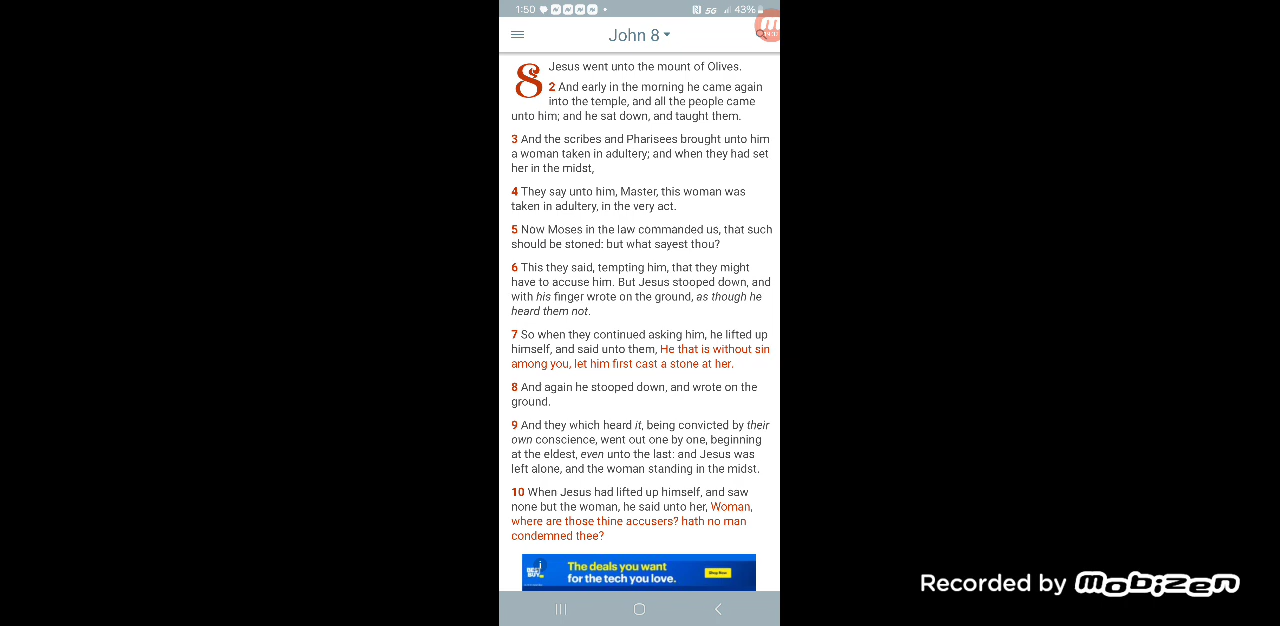 1:50
5G
43%
John 8
8
Jesus went unto the mount of Olives.
2 And early in the morning he came again
into the temple, and all the people came
unto him; and he sat down, and taught them.
3 And the scribes and Pharisees brought unto him
a woman taken in adultery; and when they had set
her in the midst,
4 They say unto him, Master, this woman was
taken in adultery, in the very act.
5 Now Moses in the law commanded us, that such
should be stoned: but what sayest thou?
6 This they said, tempting him, that they might
have to accuse him. But Jesus stooped down, and
with his finger wrote on the ground, as though he
heard them not.
7 So when they continued asking him, he lifted up
himself, and said unto them, He that is without sin
among you, let him first cast a stone at her.
8 And again he stooped down, and wrote on the
ground.
9 And they which heard it, being convicted by their
own conscience, went out one by one, beginning
at the eldest, even unto the last: and Jesus was
left alone, and the woman standing in the midst.
10 When Jesus had lifted up himself, and saw
none but the woman, he said unto her, Woman,
where are those thine accusers? hath no man
condemned thee?
BEST BUY
The deals you want
for the tech you love.
Shop Now
Recorded by mobizen